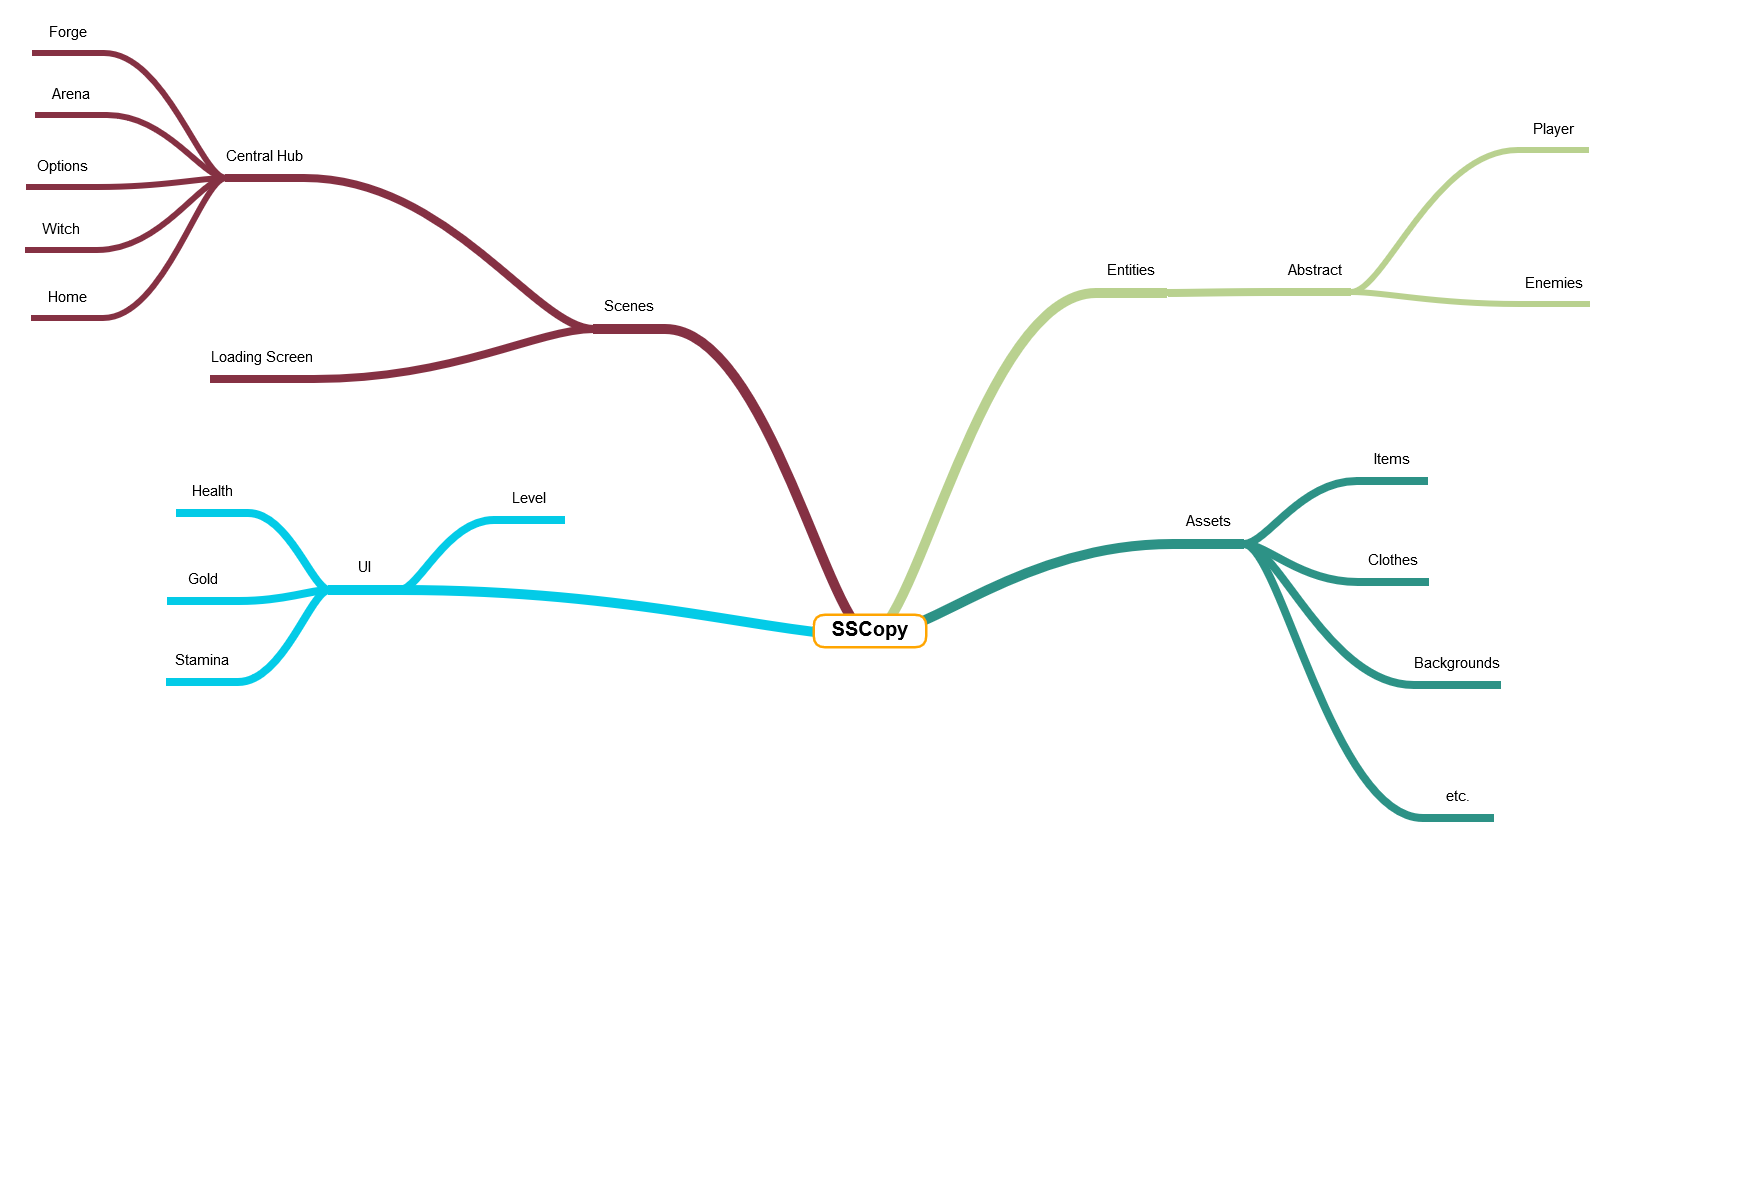 Forge
Arena
Options
Witch
Home
Central Hub
Loading Screen
Scenes
Health
Gold
Stamina
UI
Level
SSCopy
Entities
Abstract
Player
Enemies
Assets
Items
Clothes
Backgrounds
etc.